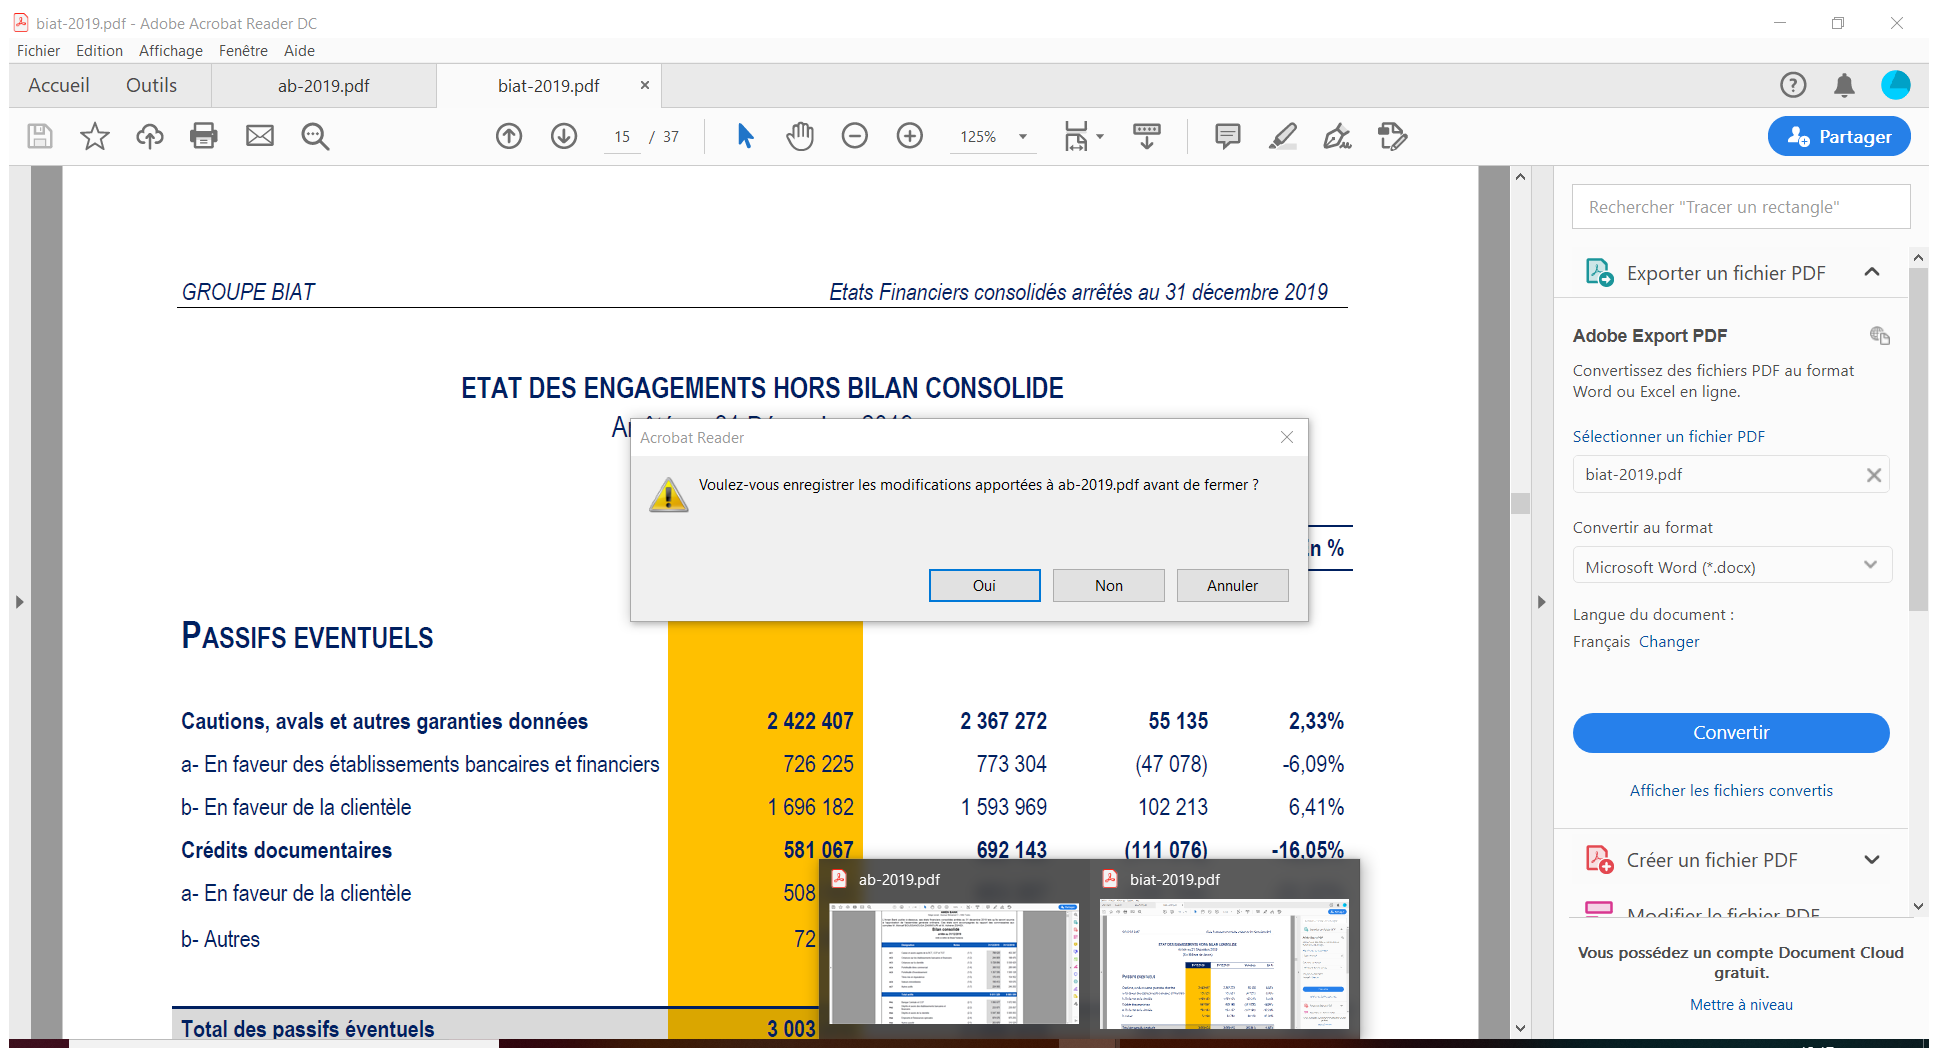 biat-2019.pdf - Adobe Acrobat Reader DC
Fichier Edition Affichage Fenêtre Aide
Accueil Outils ab-2019.pdf biat-2019.pdf ×
15 / 37 125% Partager
Rechercher "Tracer un rectangle"
Exporter un fichier PDF
GROUPE BIAT Etats Financiers consolidés arrêtés au 31 décembre 2019
Adobe Export PDF
Convertissez des fichiers PDF au format
Word ou Excel en ligne.
ETAT DES ENGAGEMENTS HORS BILAN CONSOLIDE
Sélectionner un fichier PDF
biat-2019.pdf
Acrobat Reader
Voulez-vous enregistrer les modifications apportées à ab-2019.pdf avant de fermer ?
Oui Non Annuler
n %
Convertir au format
Microsoft Word (*.docx)
Langue du document :
Français Changer
PASSIFS EVENTUELS
Cautions, avals et autres garanties données 2 422 407 2 367 272 55 135 2,33%
a- En faveur des établissements bancaires et financiers 726 225 773 304 (47 078) -6,09%
b- En faveur de la clientèle 1 696 182 1 593 969 102 213 6,41%
Crédits documentaires 581 067 692 143 (111 076) -16,05%
a- En faveur de la clientèle 508
b- Autres 72
Total des passifs éventuels 3 003
Convertir
Afficher les fichiers convertis
Créer un fichier PDF
Modifier le fichier PDF
Vous possédez un compte Document Cloud
gratuit.
Mettre à niveau
ab-2019.pdf biat-2019.pdf
Bilan consolidé
ETAT DES ENGAGEMENTS HORS BILAN CONSOLIDE